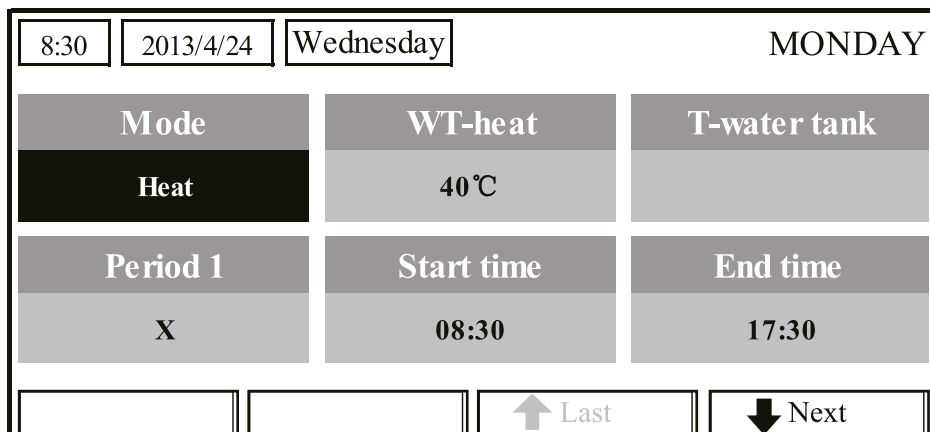 8:30 2013/4/24 Wednesday MONDAY
Mode WT-heat T-water tank
Heat 40℃
Period 1 Start time End time
X 08:30 17:30
Last Next